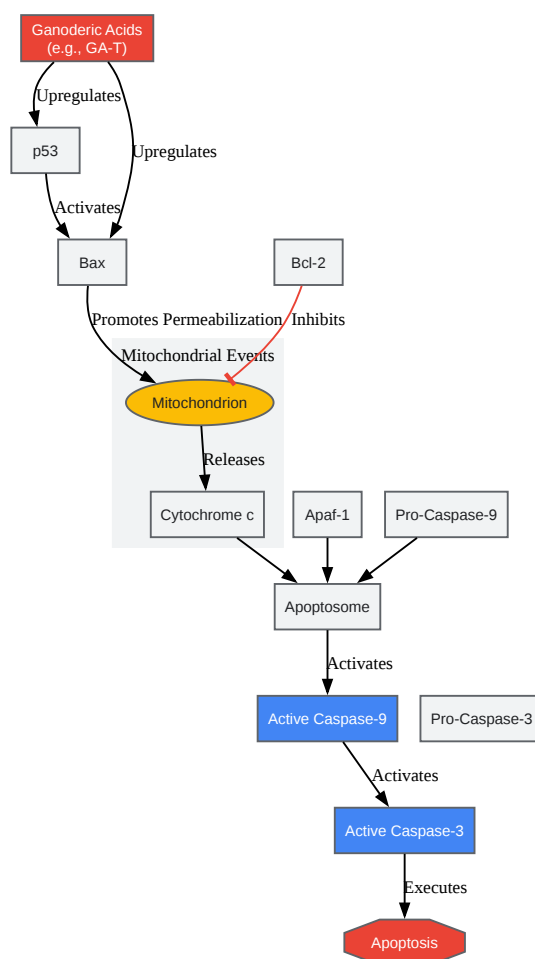 Ganoderic Acids
(e.g., GA-T)
Upregulates
p53
Upregulates
Activates
Bax
Bcl-2
Promotes Permeabilization
Inhibits
Mitochondrial Events
Mitochondrion
Releases
Cytochrome c
Apaf-1
Pro-Caspase-9
Apoptosome
Activates
Active Caspase-9
Pro-Caspase-3
Activates
Active Caspase-3
Executes
Apoptosis